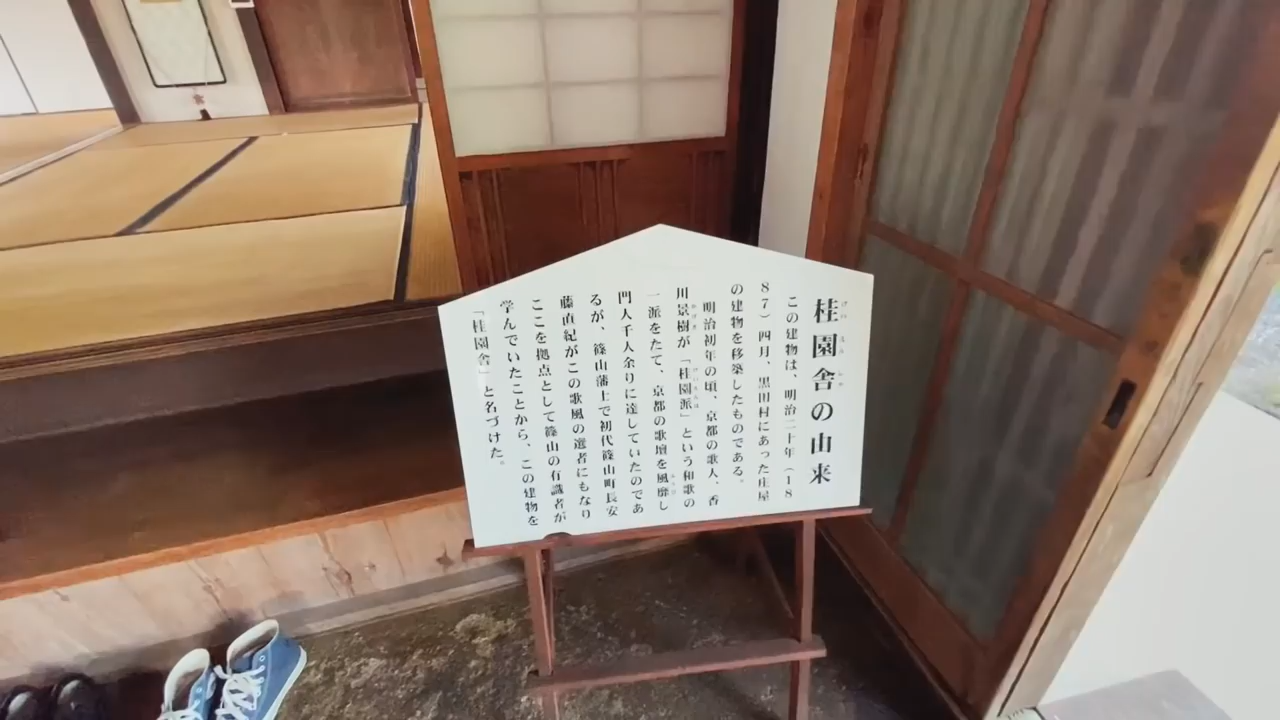 桂園舎の由来
この建物は、明治二十年（18
87）四月、黒田村にあった庄屋
の建物を移築したものである。
明治初年の頃、京都の歌人、香
川景樹が「桂園派」という和歌の
一派をたて、京都の歌壇を風靡し
門人千人余りに達していたのであ
るが、篠山藩士で初代篠山町長安
藤直紀がこの歌風の選者にもなり
ここを拠点として篠山の有識者が
学んでいたことから、この建物を
「桂園舎」と名づけた。